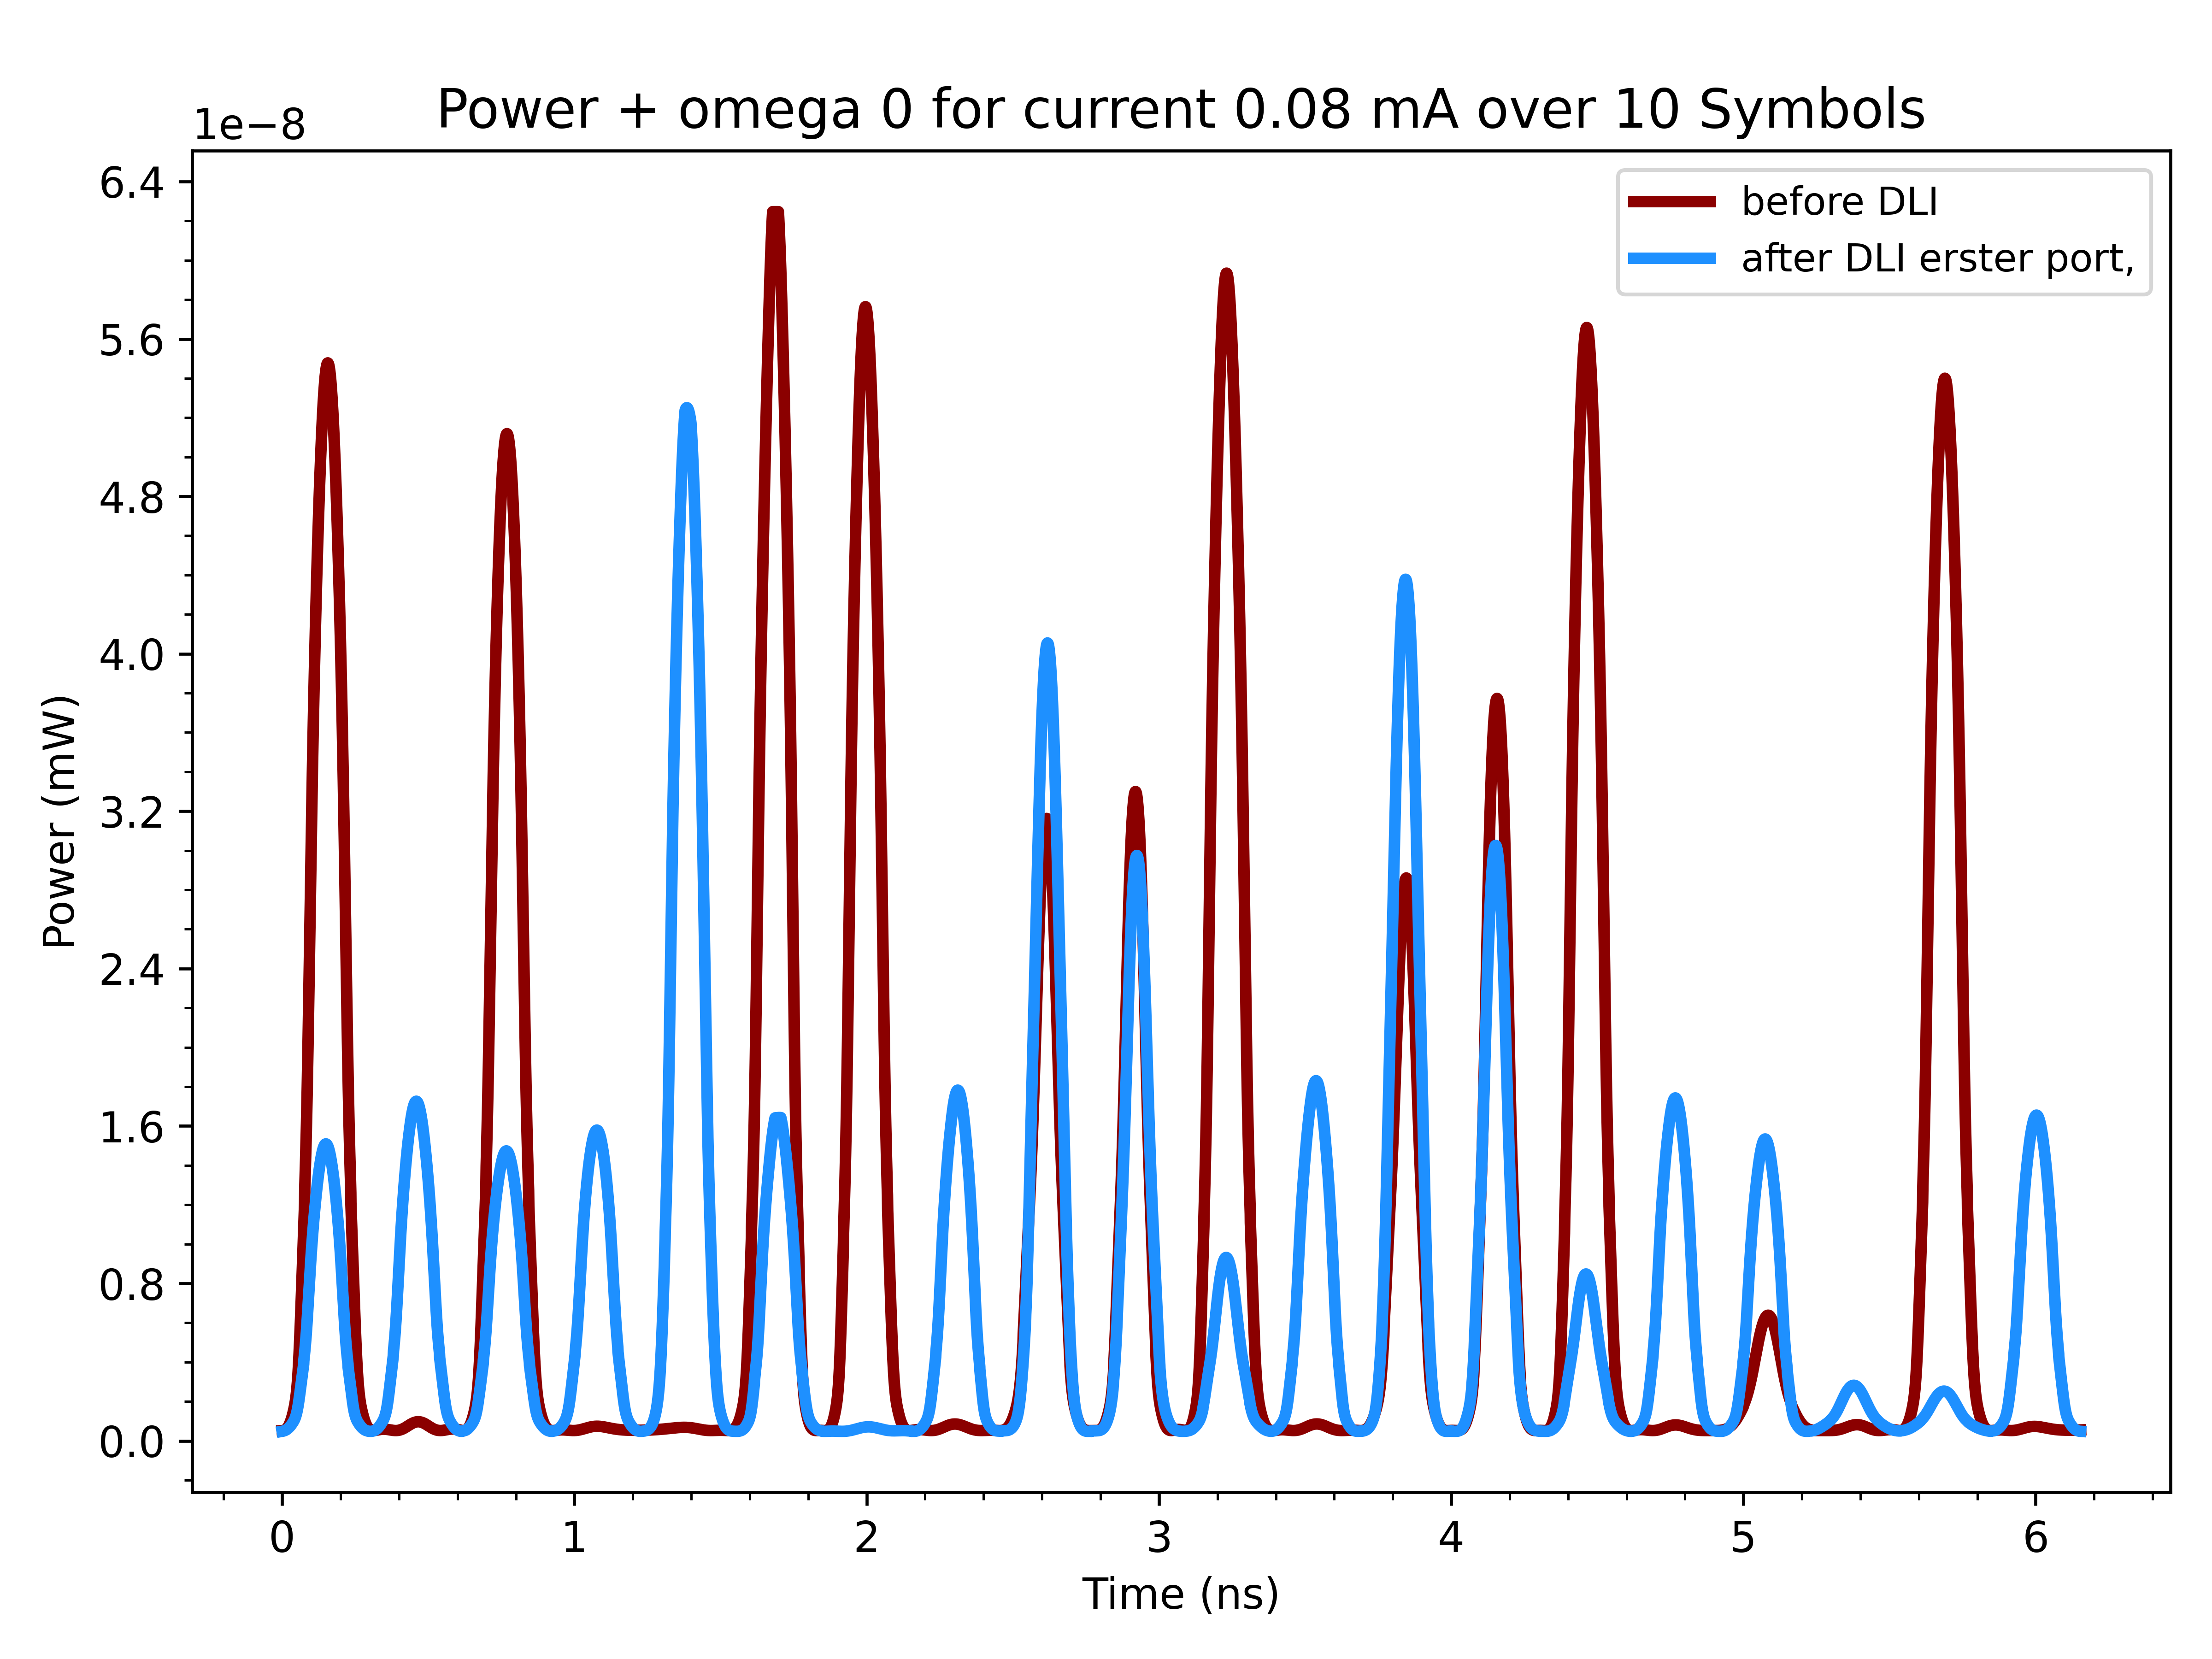 Power + omega 0 for current 0.08 mA over 10 Symbols
1e−8
before DLI
after DLI erster port,
6.4
5.6
4.8
4.0
3.2
2.4
1.6
0.8
0.0
Power (mW)
0 1 2 3 4 5 6
Time (ns)